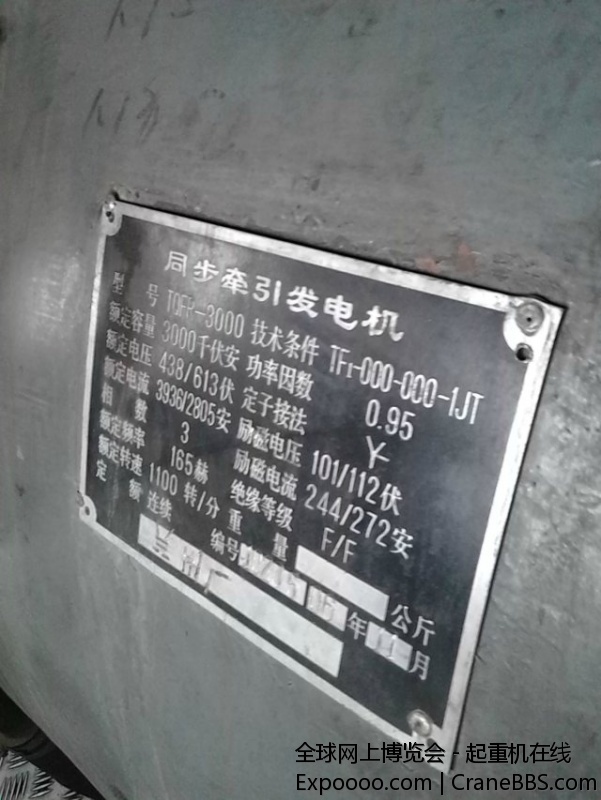 同步牵引发电机
型号 TQFR-3000 技术条件 TF1-000-000-1JT
额定容量 3000千伏安 功率因数 0.95
额定电压 438/613伏 定子接法 Y
额定电流 3936/2805安 励磁电压 101/112伏
相数 3 励磁电流 244/272安
额定频率 165赫 绝缘等级 F/F
额定转速 1100转/分 重量 公斤
定额 连续 编号 年 11 月
全球网上博览会 - 起重机在线
Expoooo.com | CraneBBS.com